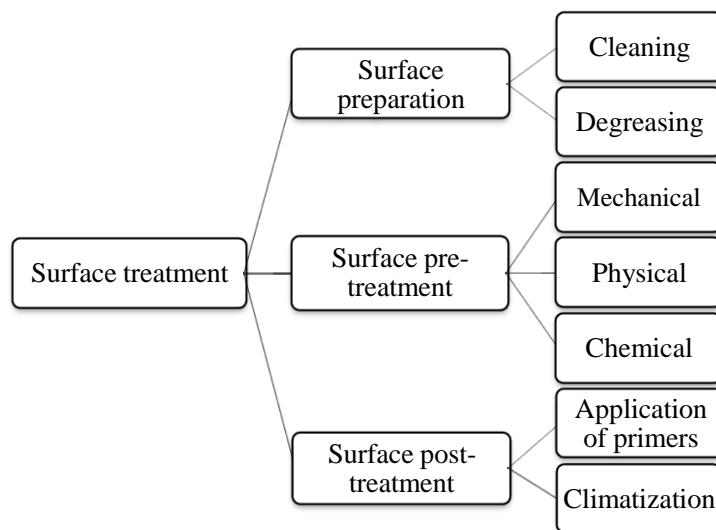 Surface treatment
Surface
preparation
Cleaning
Degreasing
Surface pre-
treatment
Mechanical
Physical
Chemical
Surface post-
treatment
Application
of primers
Climatization